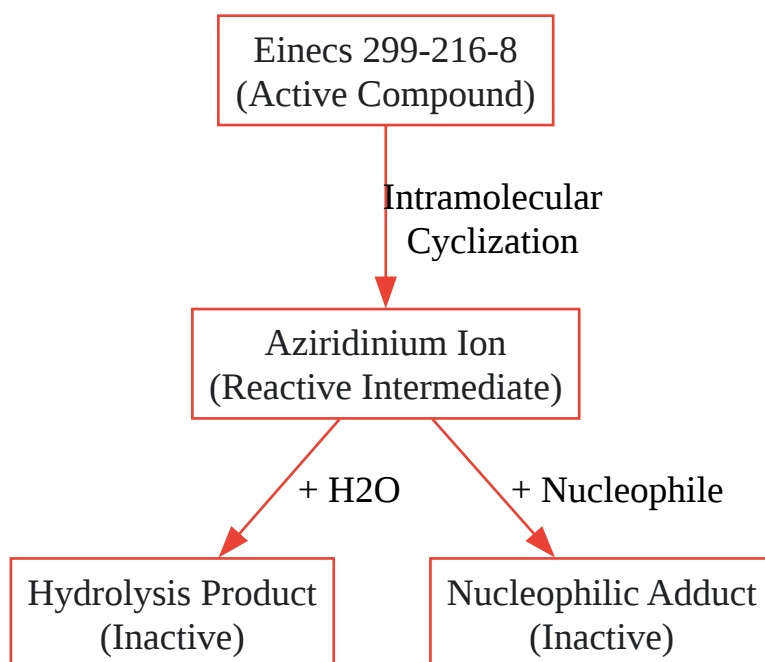 Einecs 299-216-8
(Active Compound)
Intramolecular
Cyclization
Aziridinium Ion
(Reactive Intermediate)
+ H2O
+ Nucleophile
Hydrolysis Product
(Inactive)
Nucleophilic Adduct
(Inactive)